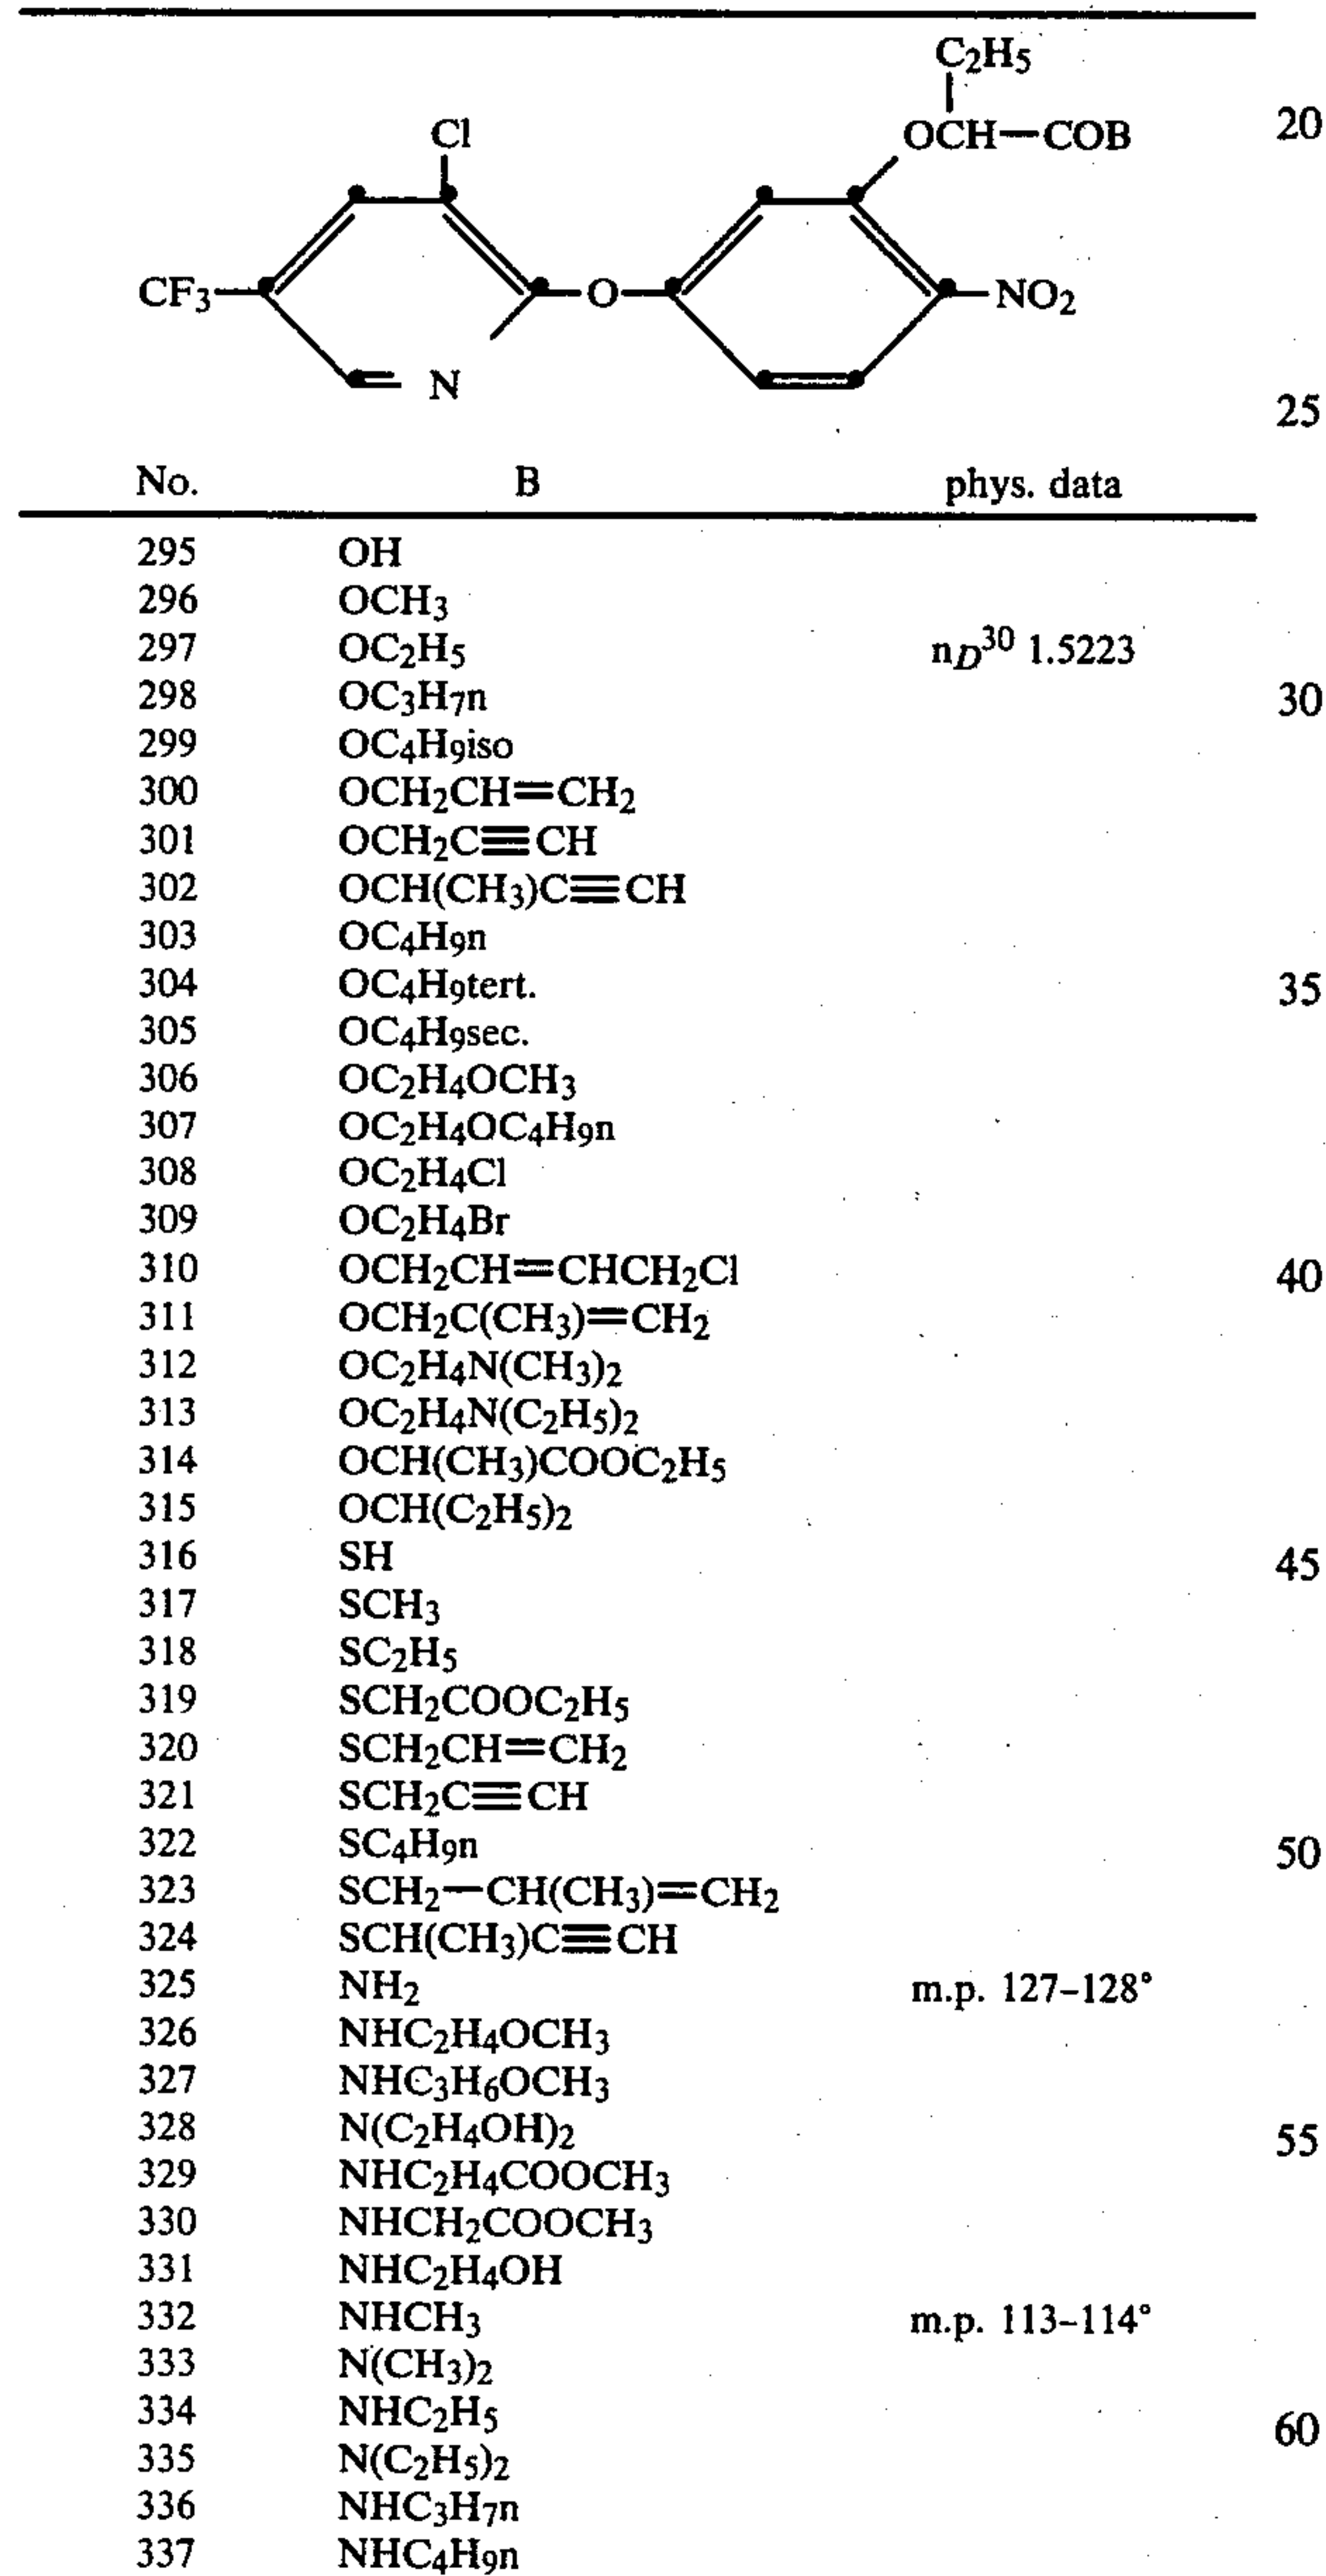 C2H5
20
Cl OCH—COB
CF3 O NO2
N
25
No. B phys. data
295 OH
296 OCH3
297 OC2H5 nD30 1.5223
298 OC3H7n 30
299 OC4H9iso
300 OCH2CH=CH2
301 OCH2C≡CH
302 OCH(CH3)C≡CH
303 OC4H9n
304 OC4H9tert. 35
305 OC4H9sec.
306 OC2H4OCH3
307 OC2H4OC4H9n
308 OC2H4Cl
309 OC2H4Br
310 OCH2CH=CHCH2Cl 40
311 OCH2C(CH3)=CH2
312 OC2H4N(CH3)2
313 OC2H4N(C2H5)2
314 OCH(CH3)COOC2H5
315 OCH(C2H5)2
316 SH 45
317 SCH3
318 SC2H5
319 SCH2COOC2H5
320 SCH2CH=CH2
321 SCH2C≡CH
322 SC4H9n 50
323 SCH2—CH(CH3)=CH2
324 SCH(CH3)C≡CH
325 NH2 m.p. 127–128°
326 NHC2H4OCH3
327 NHC3H6OCH3
328 N(C2H4OH)2 55
329 NHC2H4COOCH3
330 NHCH2COOCH3
331 NHC2H4OH
332 NHCH3 m.p. 113–114°
333 N(CH3)2
334 NHC2H5 60
335 N(C2H5)2
336 NHC3H7n
337 NHC4H9n